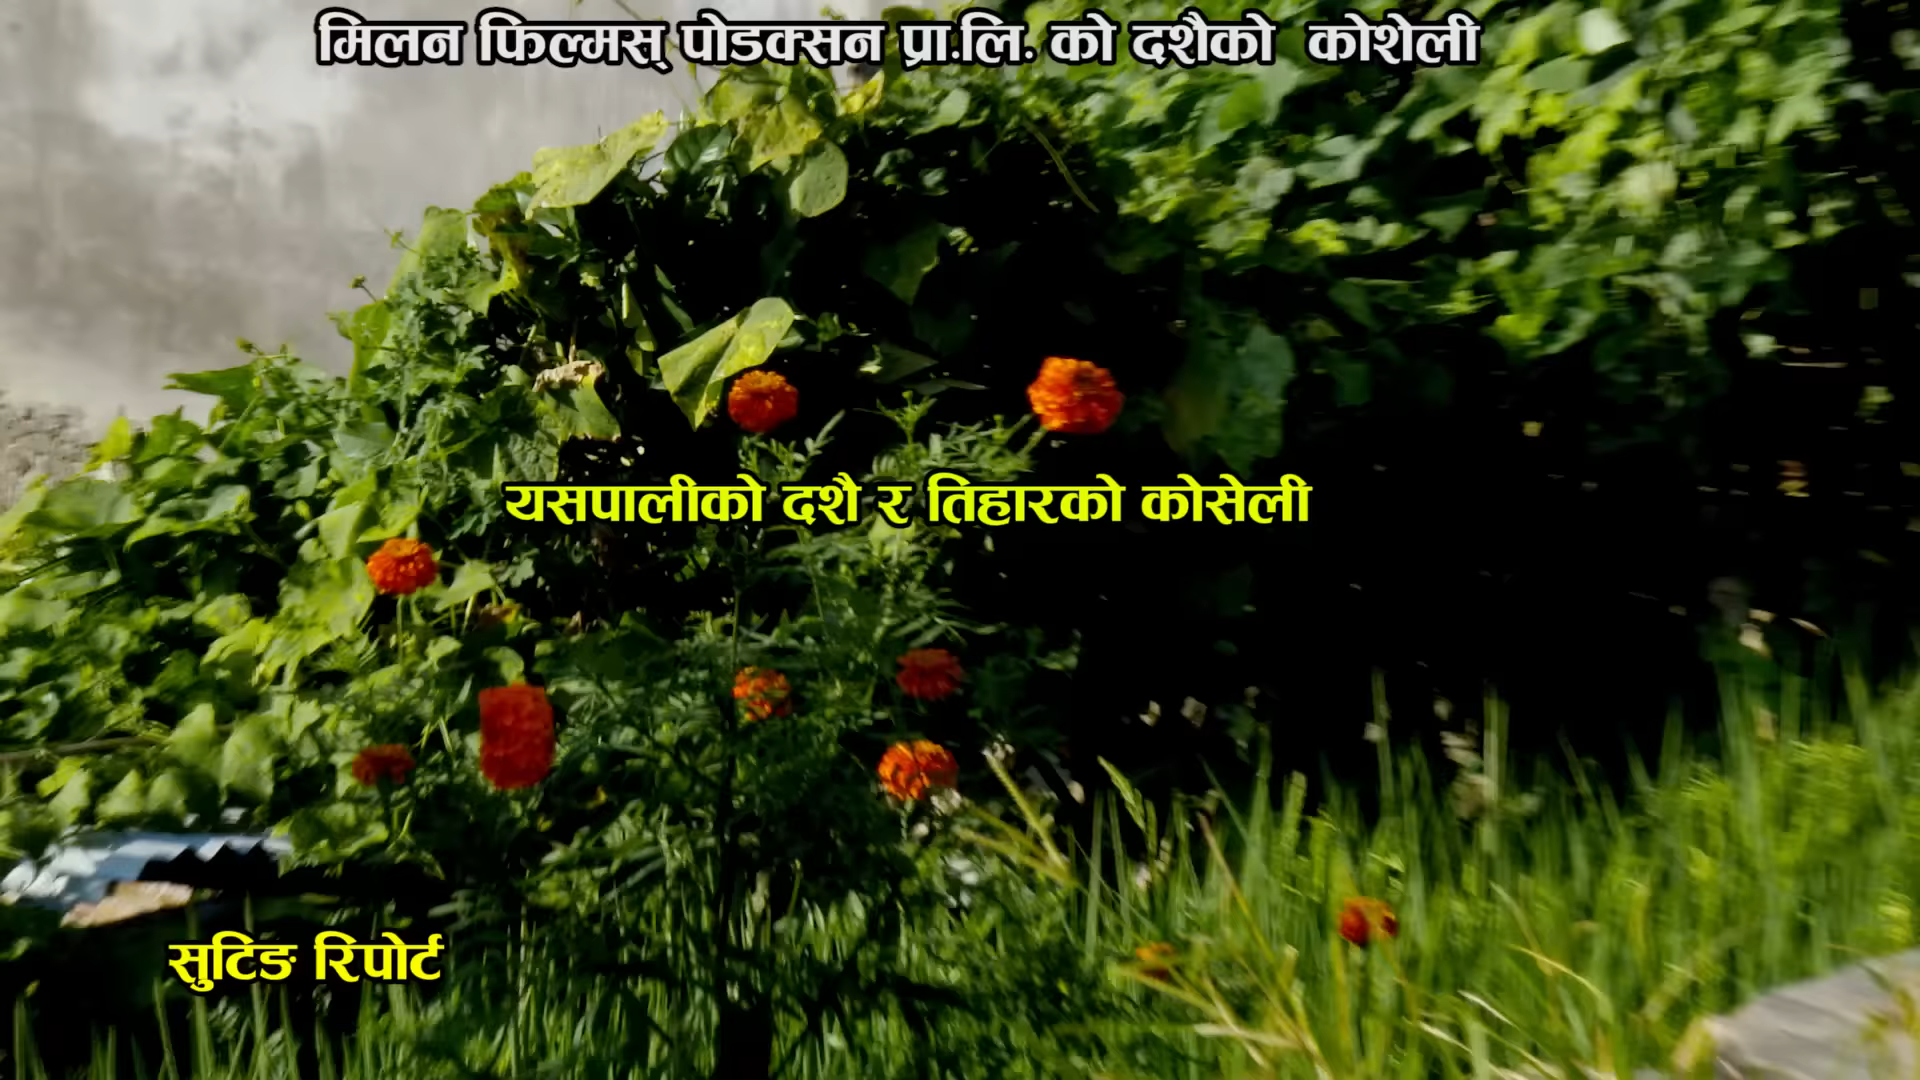 मिलन फिल्मस् पोडक्सन प्रा.लि. को दशैको कोशेली
यसपालीको दशै र तिहारको कोसेली
सुटिङ रिपोर्ट